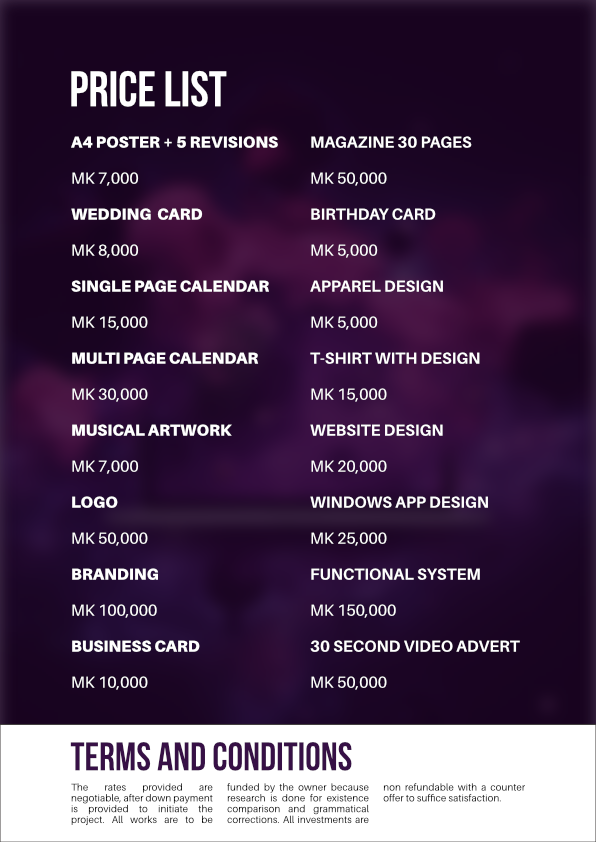 PRICE LIST
A4 POSTER + 5 REVISIONS
MK 7,000
WEDDING CARD
MK 8,000
SINGLE PAGE CALENDAR
MK 15,000
MULTI PAGE CALENDAR
MK 30,000
MUSICAL ARTWORK
MK 7,000
LOGO
MK 50,000
BRANDING
MK 100,000
BUSINESS CARD
MK 10,000
MAGAZINE 30 PAGES
MK 50,000
BIRTHDAY CARD
MK 5,000
APPAREL DESIGN
MK 5,000
T-SHIRT WITH DESIGN
MK 15,000
WEBSITE DESIGN
MK 20,000
WINDOWS APP DESIGN
MK 25,000
FUNCTIONAL SYSTEM
MK 150,000
30 SECOND VIDEO ADVERT
MK 50,000
TERMS AND CONDITIONS
The rates provided are
negotiable, after down payment
is provided to initiate the
project. All works are to be
funded by the owner because
research is done for existence
comparison and grammatical
corrections. All investments are
non refundable with a counter
offer to suffice satisfaction.